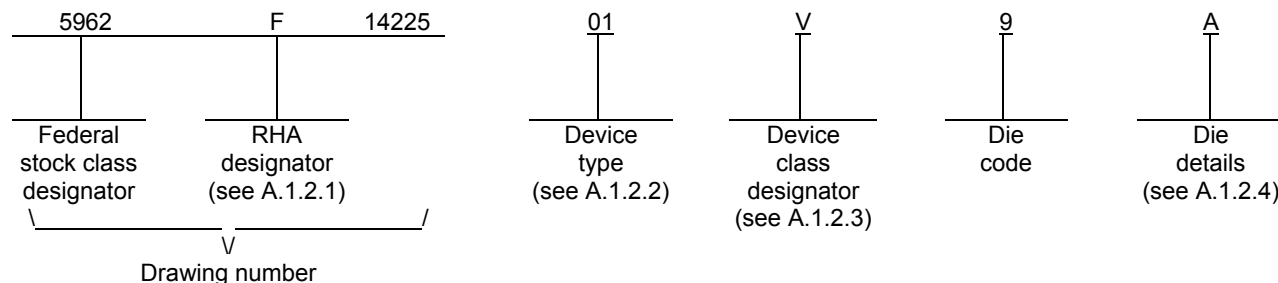 5962 F 14225 01 V 9 A
Federal RHA Device Device Die Die
stock class designator type class code details
designator (see A.1.2.1) (see A.1.2.2) designator (see A.1.2.4)
(see A.1.2.3)
\ /
\/
Drawing number